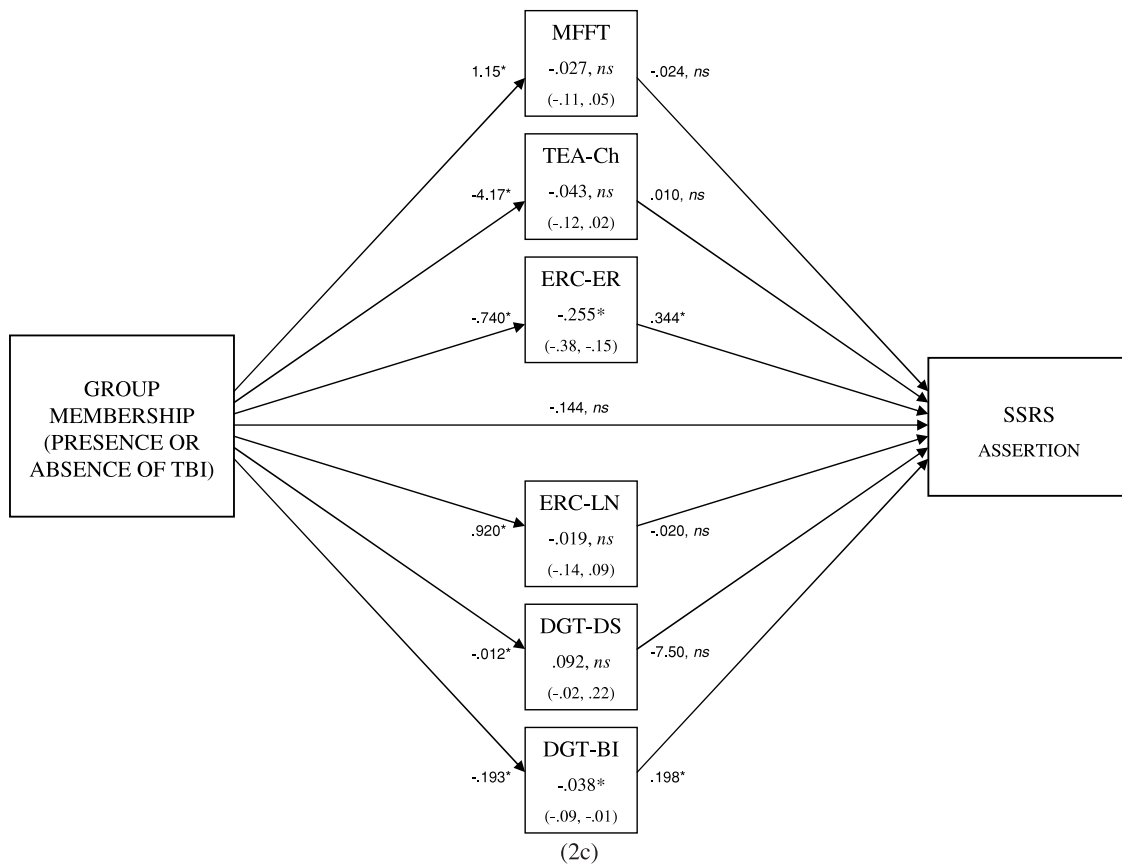 MFFT
1.15*
-.027, ns
-.024, ns
(-.11, .05)
TEA-Ch
-4.17*
-.043, ns
.010, ns
(-.12, .02)
ERC-ER
-.740*
-.255*
.344*
(-.38, -.15)
GROUP
MEMBERSHIP
(PRESENCE OR
ABSENCE OF TBI)
-.144, ns
SSRS
ASSERTION
ERC-LN
.920*
-.019, ns
-.020, ns
(-.14, .09)
DGT-DS
-.012*
.092, ns
-7.50, ns
(-.02, .22)
DGT-BI
-.193*
-.038*
.198*
(-.09, -.01)
(2c)